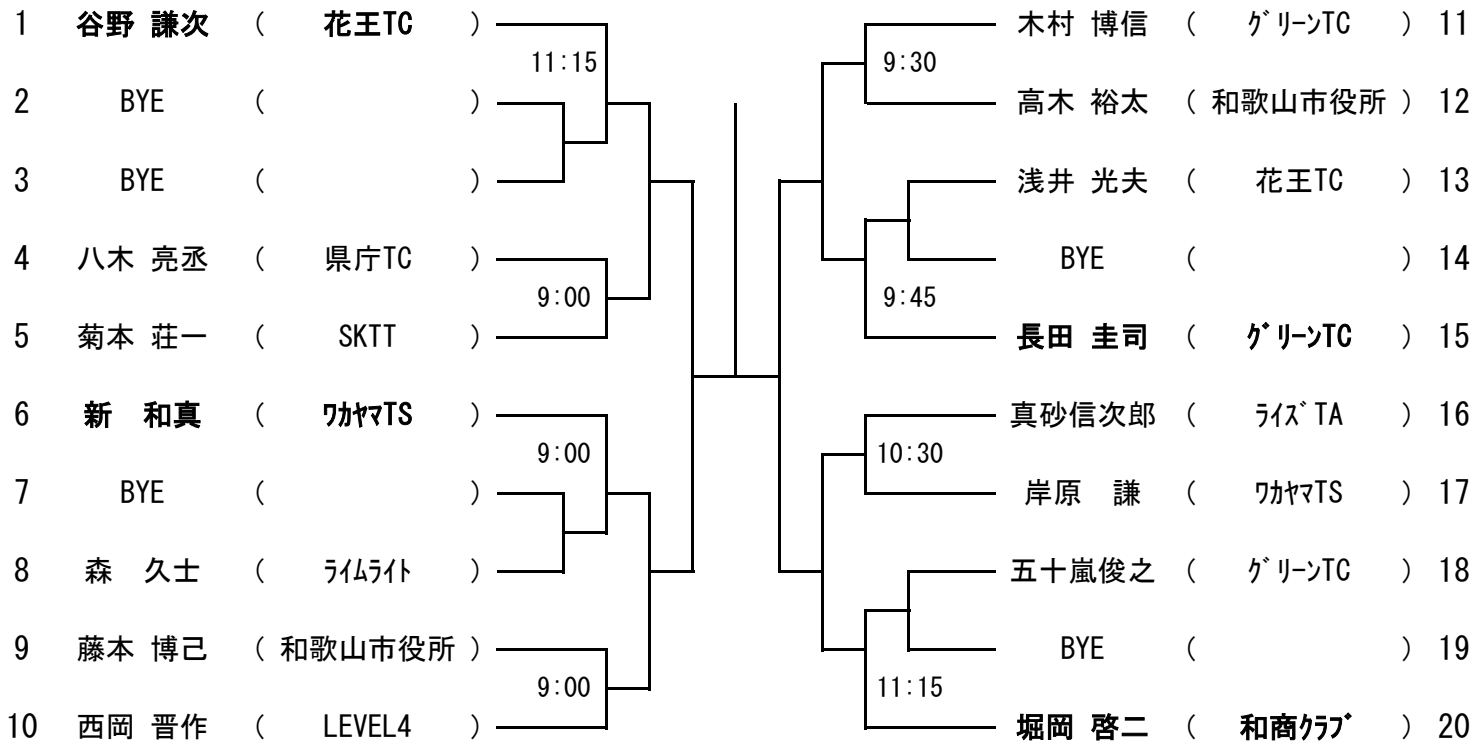 1 谷野 謙次 ( 花王TC ) 木村 博信 ( グリーンTC ) 11
11:15 9:30
2 BYE ( ) 高木 裕太 ( 和歌山市役所 ) 12
3 BYE ( ) 浅井 光夫 ( 花王TC ) 13
4 八木 亮丞 ( 県庁TC ) BYE ( ) 14
9:00 9:45
5 菊本 荘一 ( SKTT ) 長田 圭司 ( グリーンTC ) 15
6 新 和真 ( ワカヤマTS ) 真砂信次郎 ( ライズTA ) 16
9:00 10:30
7 BYE ( ) 岸原 謙 ( ワカヤマTS ) 17
8 森 久士 ( ライムライト ) 五十嵐俊之 ( グリーンTC ) 18
9 藤本 博己 ( 和歌山市役所 ) BYE ( ) 19
9:00 11:15
10 西岡 晋作 ( LEVEL4 ) 堀岡 啓二 ( 和商クラブ ) 20